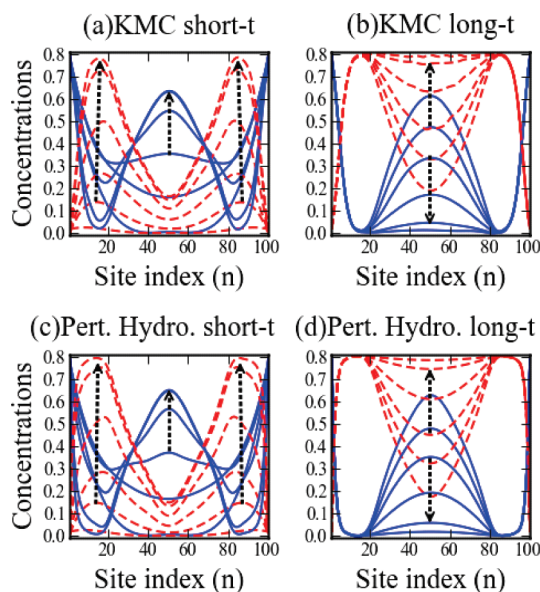 (a)KMC short-t (b)KMC long-t
0.8 0.8
0.7 0.7
0.6 0.6
0.5 0.5
0.4 0.4
0.3 0.3
0.2 0.2
0.1 0.1
0.0 0.0
Concentrations
20 40 60 80 100 20 40 60 80 100
Site index (n) Site index (n)
(c)Pert. Hydro. short-t (d)Pert. Hydro. long-t
0.8 0.8
0.7 0.7
0.6 0.6
0.5 0.5
0.4 0.4
0.3 0.3
0.2 0.2
0.1 0.1
0.0 0.0
Concentrations
20 40 60 80 100 20 40 60 80 100
Site index (n) Site index (n)